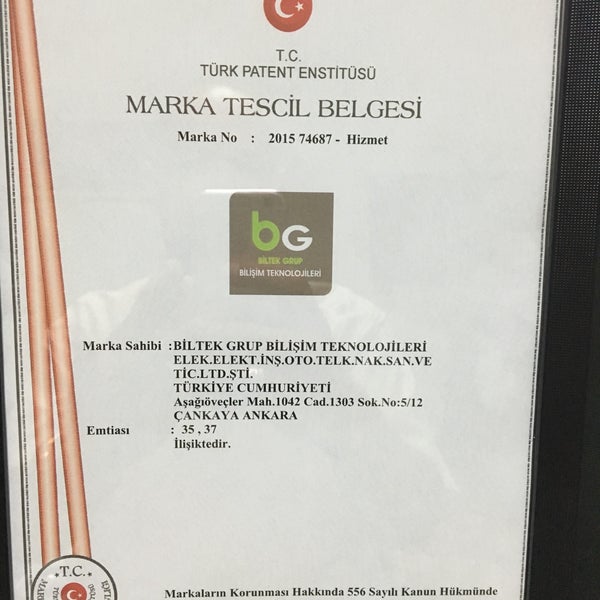 T.C.
TÜRK PATENT ENSTİTÜSÜ
MARKA TESCİL BELGESİ
Marka No : 2015 74687 - Hizmet
bG
BİLTEK GRUP
BİLİŞİM TEKNOLOJİLERİ
Marka Sahibi :BİLTEK GRUP BİLİŞİM TEKNOLOJİLERİ
ELEK.ELEKT.İNŞ.OTO.TELK.NAK.SAN.VE
TİC.LTD.ŞTİ.
TÜRKİYE CUMHURİYETİ
Aşağıöveçler Mah.1042 Cad.1303 Sok.No:5/12
ÇANKAYA ANKARA
Emtiası : 35 , 37
İlişiktedir.
T.C.
Markaların Korunması Hakkında 556 Sayılı Kanun Hükmünde